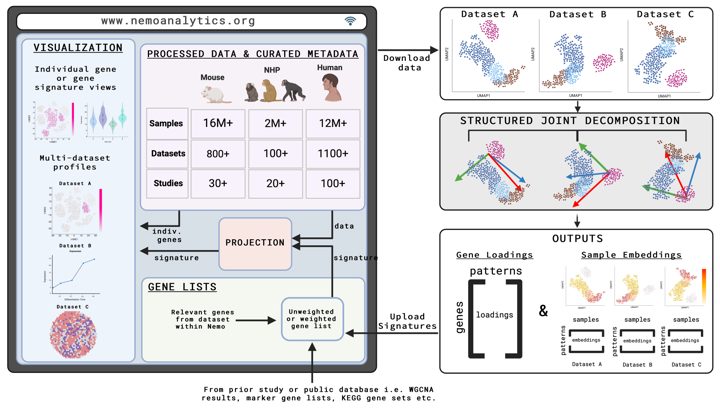 www.nemoanalytics.org
VISUALIZATION
Individual gene
or gene
signature views
Multi-dataset
profiles
Dataset A
Dataset B
Dataset C
PROCESSED DATA & CURATED METADATA
Mouse
NHP
Human
Samples
16M+
2M+
12M+
Datasets
800+
100+
1100+
Studies
30+
20+
100+
indiv.
genes
signature
PROJECTION
data
signature
GENE LISTS
Relevant genes
from dataset
within Nemo
Unweighted
or weighted
gene list
From prior study or public database i.e. WGCNA
results, marker gene lists, KEGG gene sets etc.
Download
data
Upload
Signatures
Dataset A
Dataset B
Dataset C
UMAP2
UMAP1
UMAP2
UMAP1
UMAP2
UMAP1
STRUCTURED JOINT DECOMPOSITION
OUTPUTS
Gene Loadings
patterns
genes
loadings
&
Sample Embeddings
samples
samples
samples
patterns
embeddings
patterns
embeddings
patterns
embeddings
Dataset A
Dataset B
Dataset C